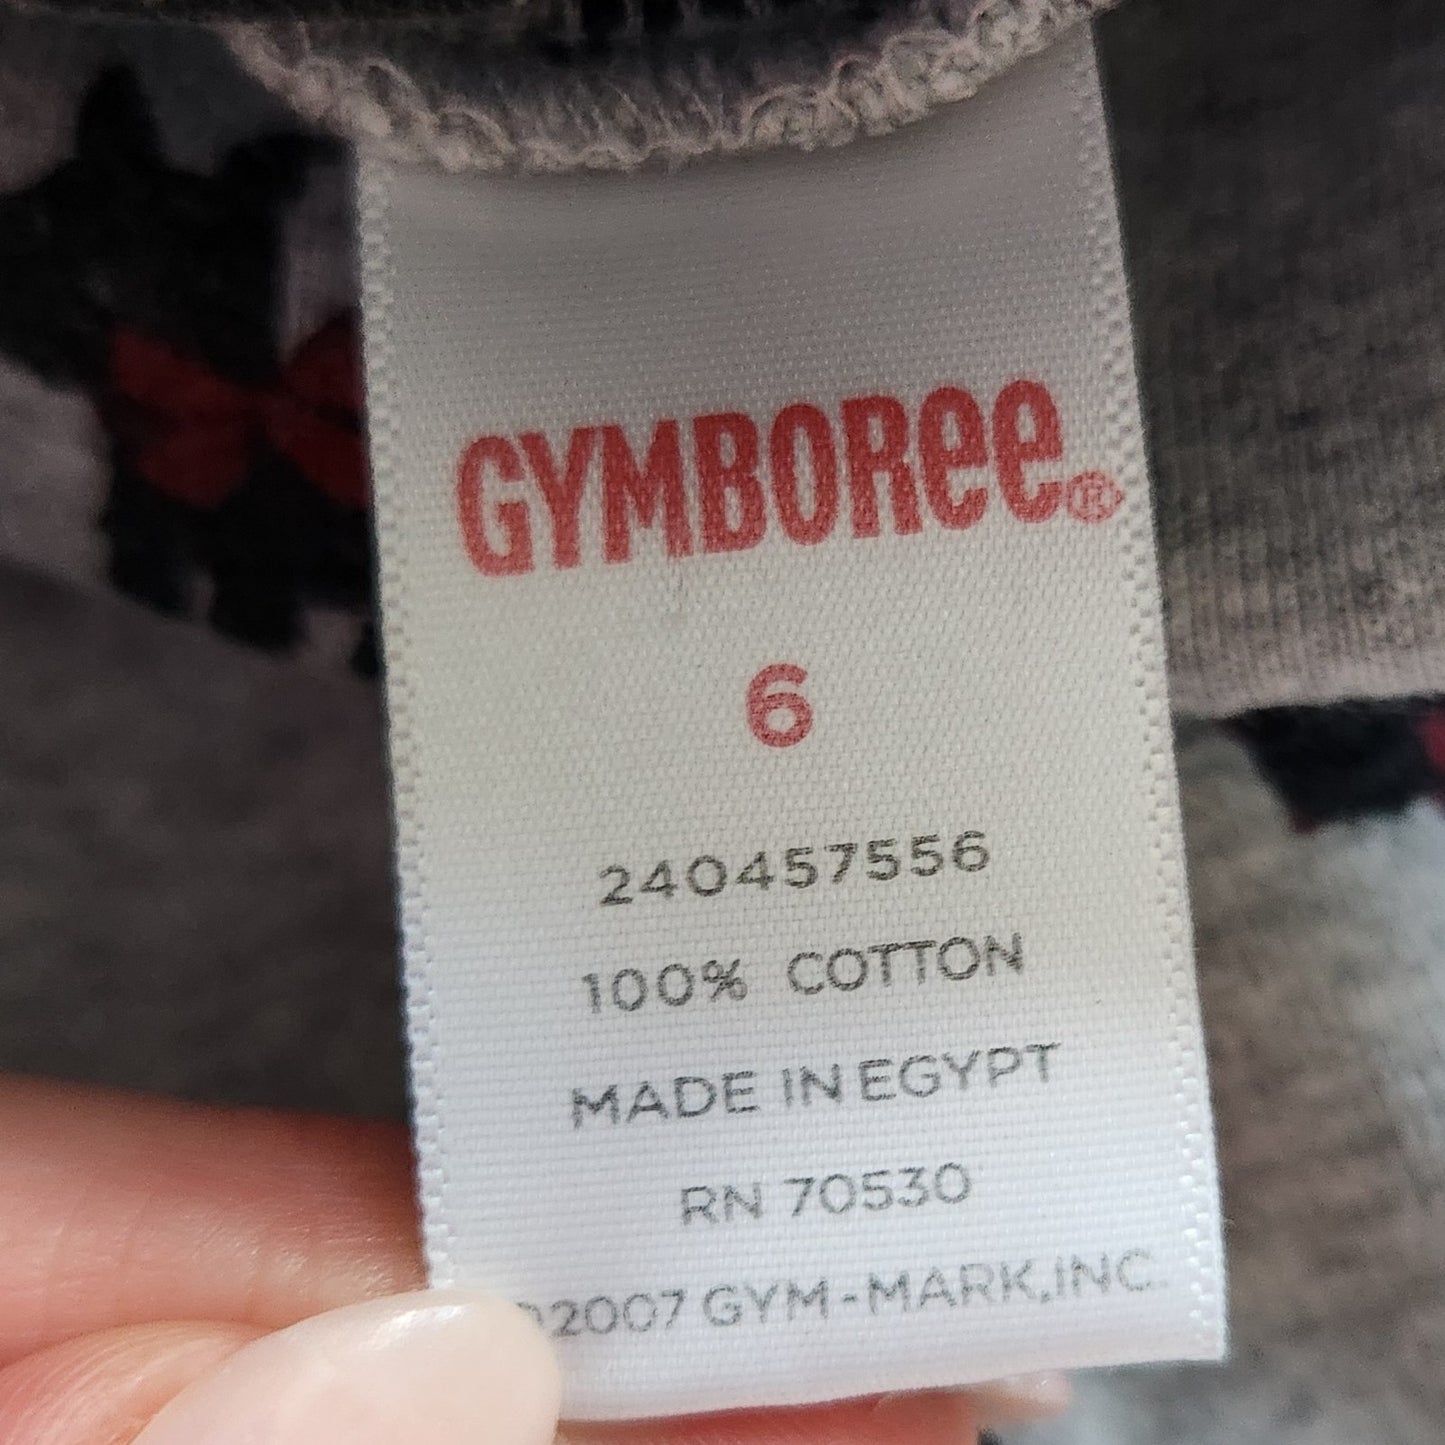 GYMBOREE®
6
240457556
100% COTTON
MADE IN EGYPT
RN 70530
©2007 GYM-MARK, INC.